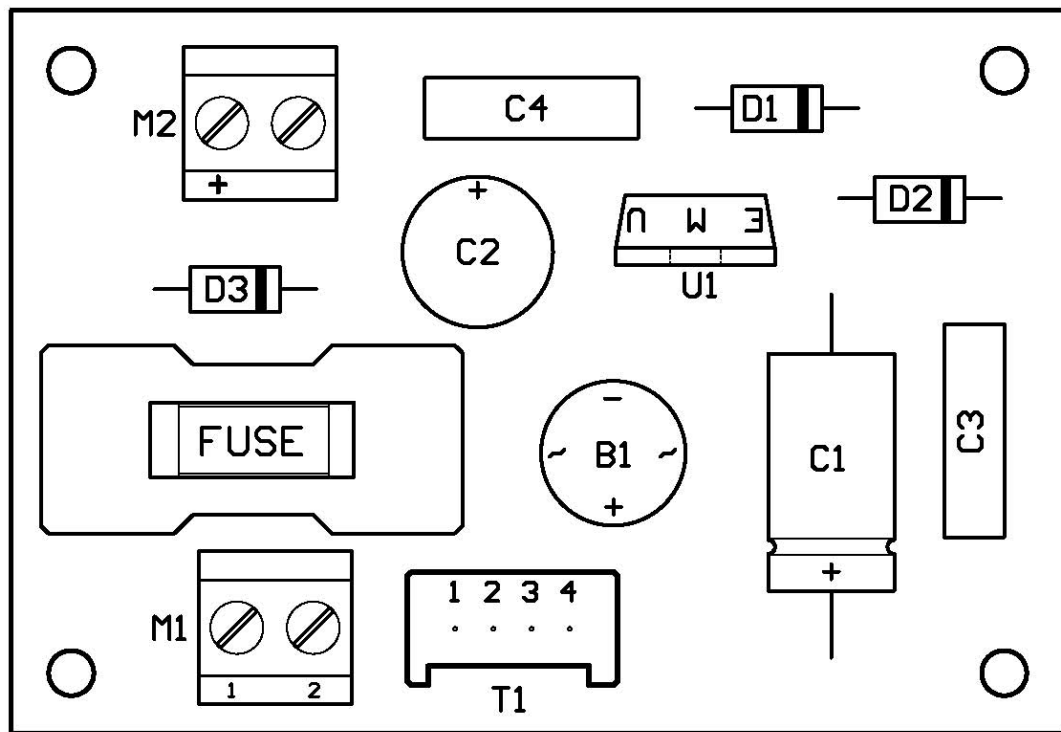 M2
+
C4
D1
D2
+
C2
U M E
U1
D3
FUSE
-
~ B1 ~
+
C1
+
C3
M1
1 2
1 2 3 4
T1